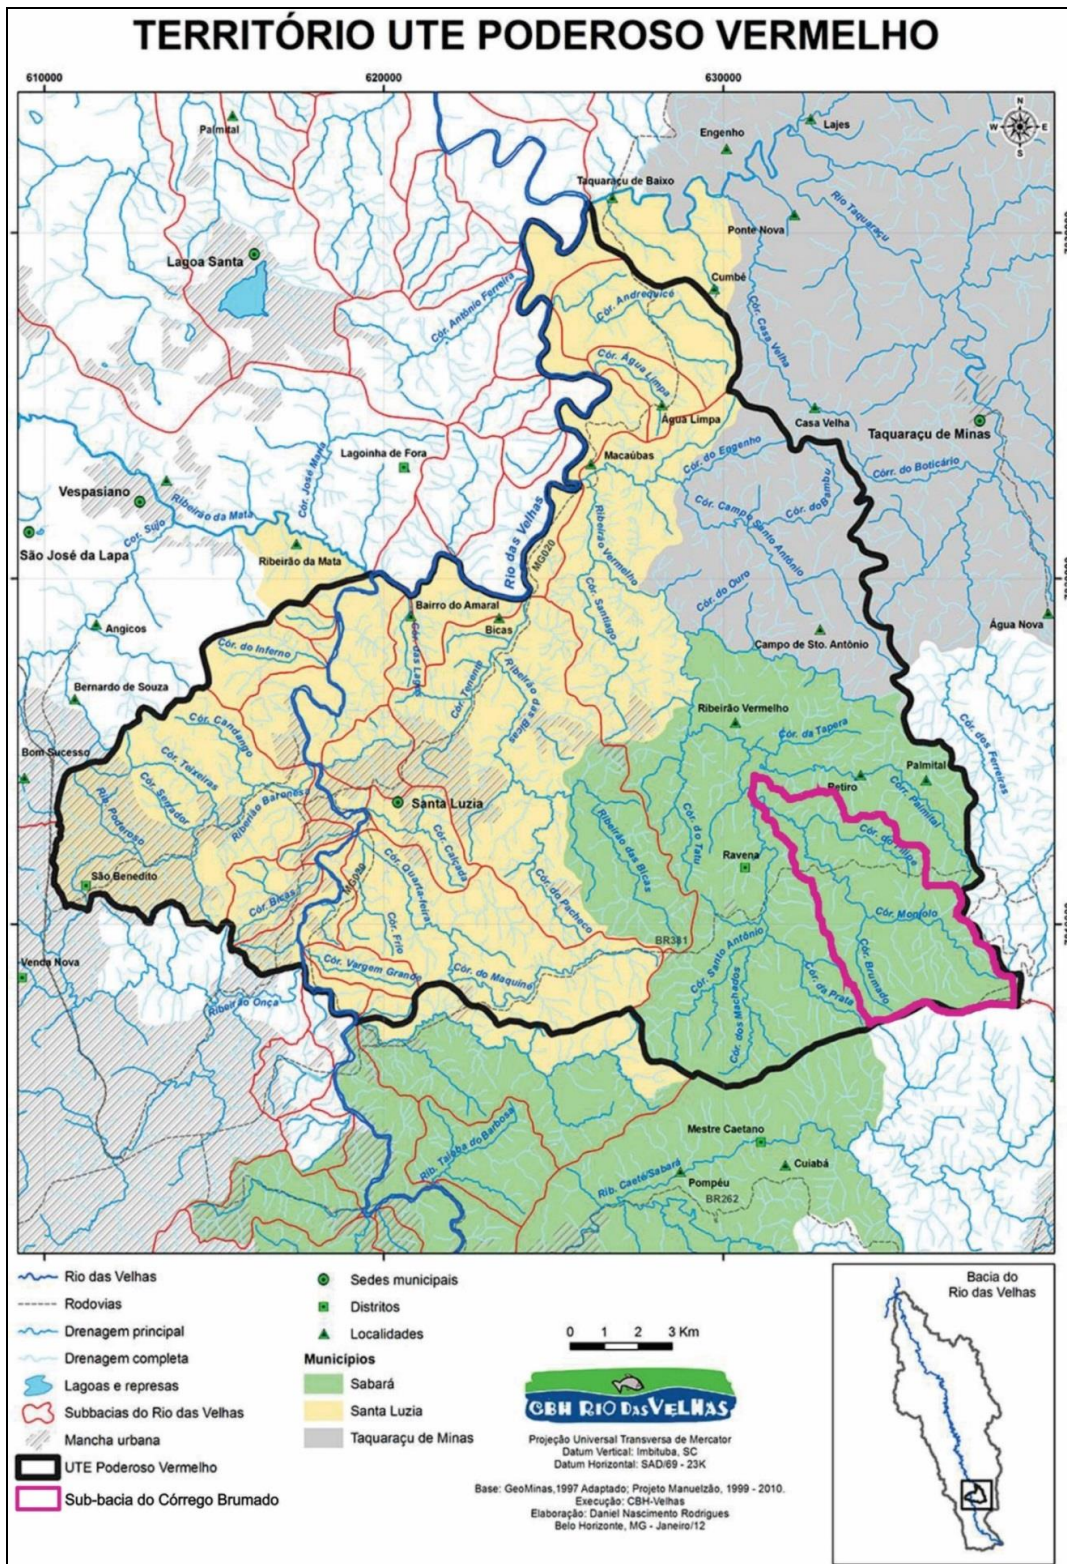 TERRITÓRIO UTE PODEROSO VERMELHO
610000
620000
630000
N
W
E
S
Palmital
Engenho
Lajes
Taquaraçu de Baixo
Ponte Nova
Rio Taquaraçu
Lagoa Santa
Cumbé
Cór. Antônio Ferreira
Cór. Andrequicé
Cór. Casa Velha
Cór. Água Limpa
Água Limpa
Casa Velha
Taquaraçu de Minas
Lagoinha de Fora
Macaúbas
Cór. do Engenho
Córr. do Boticário
Cór. José Maria
Vespasiano
Ribeirão da Mata
Cór. Sujo
Cór. do Bambu
Cór. Campo Santo Antônio
São José da Lapa
Rio das Velhas
MG020
Ribeirão Vermelho
Ribeirão da Mata
Cór. do Ouro
Cór. Santiago
Bairro do Amaral
Bicas
Angicos
Água Nova
Campo de Sto. Antônio
Cór. do Inferno
Cór. das Lages
Cór. Tenente
Ribeirão das Bicas
Bernardo de Souza
Ribeirão Vermelho
Cór. Candango
Cór. da Tapera
Cór. dos Ferreiras
Bom Sucesso
Cór. Teixeiras
Palmital
Petiro
Córr. Palmital
Rib. Poderoso
Cór. Serrador
Riberião Baronesa
Santa Luzia
Cór. Calçada
Ribeirão das Bicas
Cór. do Tatu
Cór. do Filipe
Ravena
São Benedito
MG020
Cór. Quarta-feira
Cór. Bicas
Cór. do Pacheco
Cór. Monjolo
Cór. Frio
BR381
Cór. Santo Antônio
Cór. Brumado
Venda Nova
Cór. Vargem Grande
Cór. do Maquiné
Cór. da Prata
Cór. dos Machados
Ribeirão Onça
Mestre Caetano
Rib. Taioba do Barbosa
Cuiabá
Rib. Caeté/Sabará
Pompéu
BR262
Rio das Velhas
Rodovias
Drenagem principal
Drenagem completa
Lagoas e represas
Subbacias do Rio das Velhas
Mancha urbana
UTE Poderoso Vermelho
Sub-bacia do Córrego Brumado
Sedes municipais
Distritos
Localidades
Municípios
Sabará
Santa Luzia
Taquaraçu de Minas
0 1 2 3 Km
CBH RIO DAS VELHAS
Projeção Universal Transversa de Mercator
Datum Vertical: Imbituba, SC
Datum Horizontal: SAD/69 - 23K
Base: GeoMinas,1997 Adaptado; Projeto Manuelzão, 1999 - 2010.
Execução: CBH-Velhas
Elaboração: Daniel Nascimento Rodrigues
Belo Horizonte, MG - Janeiro/12
Bacia do
Rio das Velhas